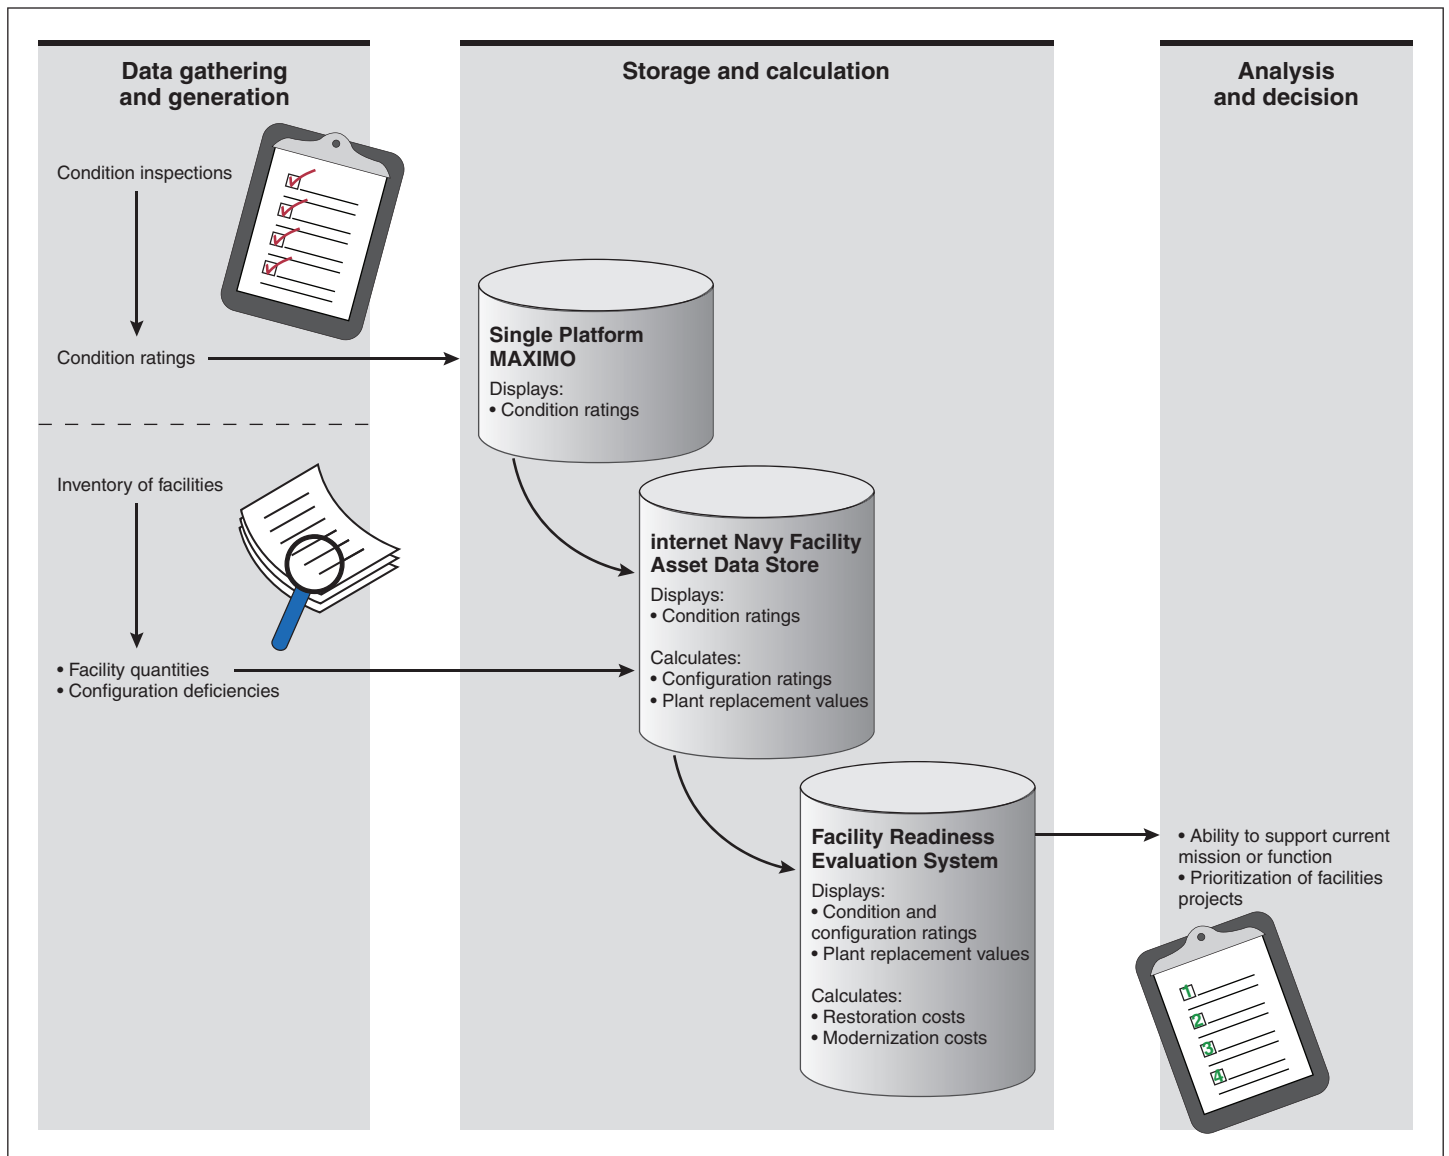 Data gathering
and generation
Condition inspections
Condition ratings
Inventory of facilities
• Facility quantities
• Configuration deficiencies
Storage and calculation
Single Platform
MAXIMO
Displays:
• Condition ratings
internet Navy Facility
Asset Data Store
Displays:
• Condition ratings
Calculates:
• Configuration ratings
• Plant replacement values
Facility Readiness
Evaluation System
Displays:
• Condition and
configuration ratings
• Plant replacement values
Calculates:
• Restoration costs
• Modernization costs
Analysis
and decision
• Ability to support current
mission or function
• Prioritization of facilities
projects
1
2
3
4